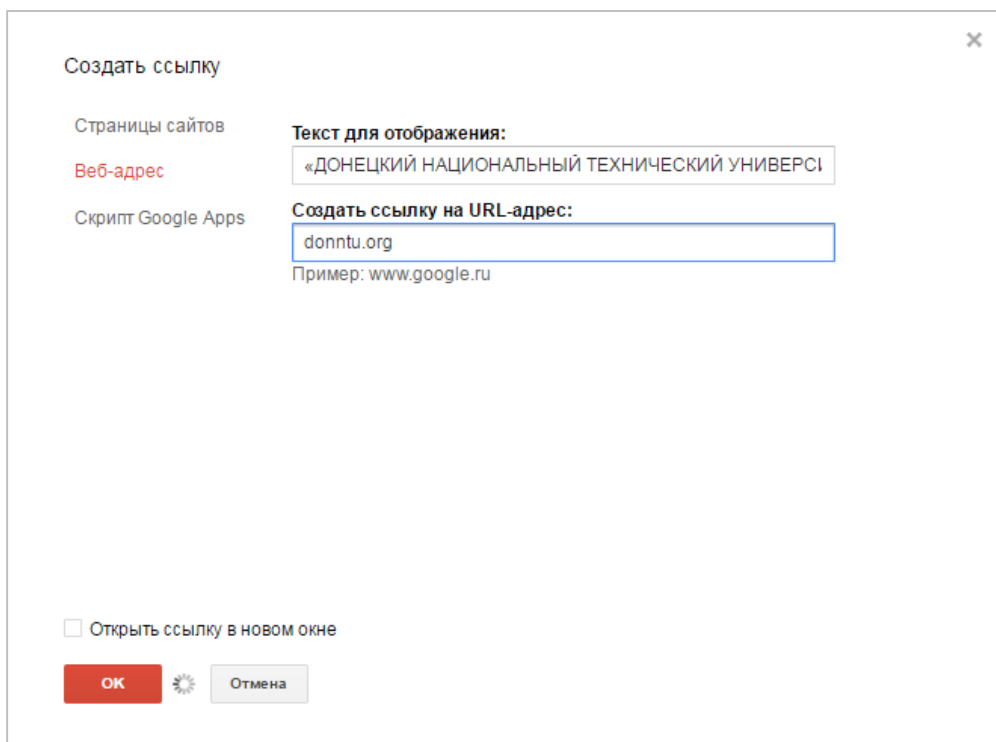 Создать ссылку
Страницы сайтов
Веб-адрес
Скрипт Google Apps
Текст для отображения:
«ДОНЕЦКИЙ НАЦИОНАЛЬНЫЙ ТЕХНИЧЕСКИЙ УНИВЕРСИ
Создать ссылку на URL-адрес:
donntu.org
Пример: www.google.ru
Открыть ссылку в новом окне
ОК
Отмена